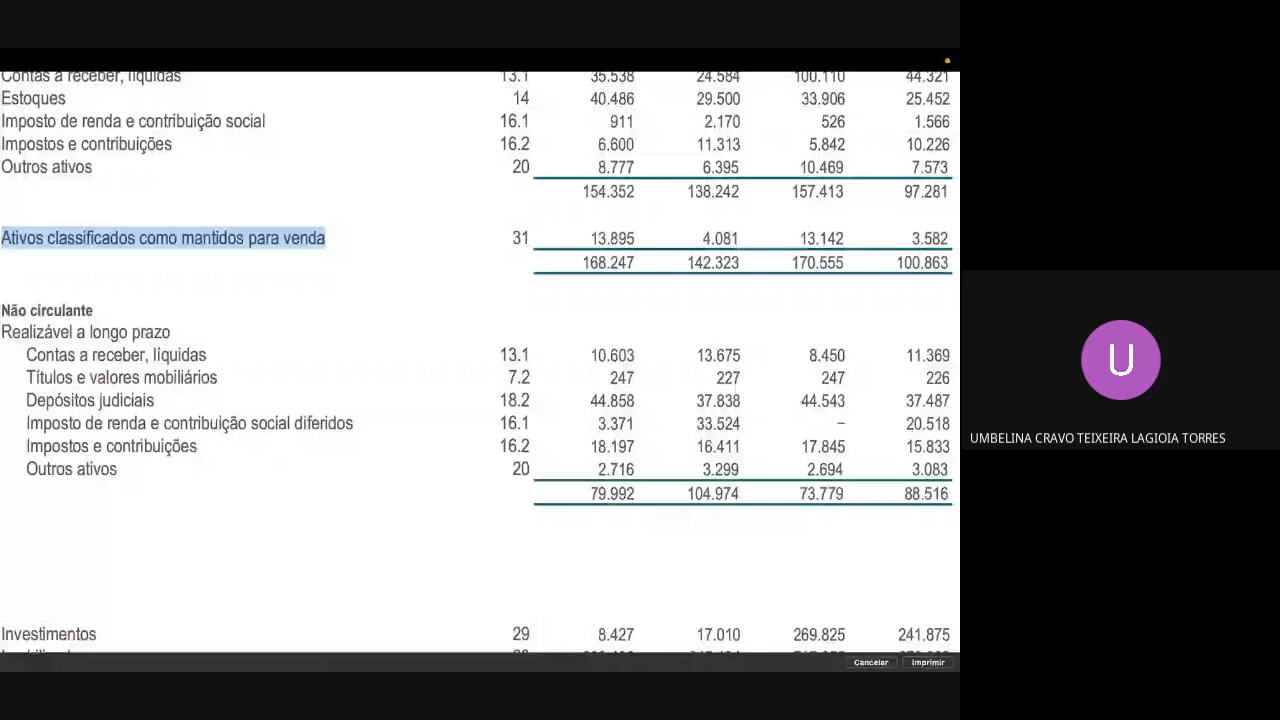 Contas a receber, líquidas 13.1 35.538 24.584 100.110 44.321
Estoques 14 40.486 29.500 33.906 25.452
Imposto de renda e contribuição social 16.1 911 2.170 526 1.566
Impostos e contribuições 16.2 6.600 11.313 5.842 10.226
Outros ativos 20 8.777 6.395 10.469 7.573
154.352 138.242 157.413 97.281
Ativos classificados como mantidos para venda 31 13.895 4.081 13.142 3.582
168.247 142.323 170.555 100.863
Não circulante
Realizável a longo prazo
Contas a receber, líquidas 13.1 10.603 13.675 8.450 11.369
Títulos e valores mobiliários 7.2 247 227 247 226
Depósitos judiciais 18.2 44.858 37.838 44.543 37.487
Imposto de renda e contribuição social diferidos 16.1 3.371 33.524 – 20.518
Impostos e contribuições 16.2 18.197 16.411 17.845 15.833
Outros ativos 20 2.716 3.299 2.694 3.083
79.992 104.974 73.779 88.516
Investimentos 29 8.427 17.010 269.825 241.875
Cancelar Imprimir
U
UMBELINA CRAVO TEIXEIRA LAGIOIA TORRES